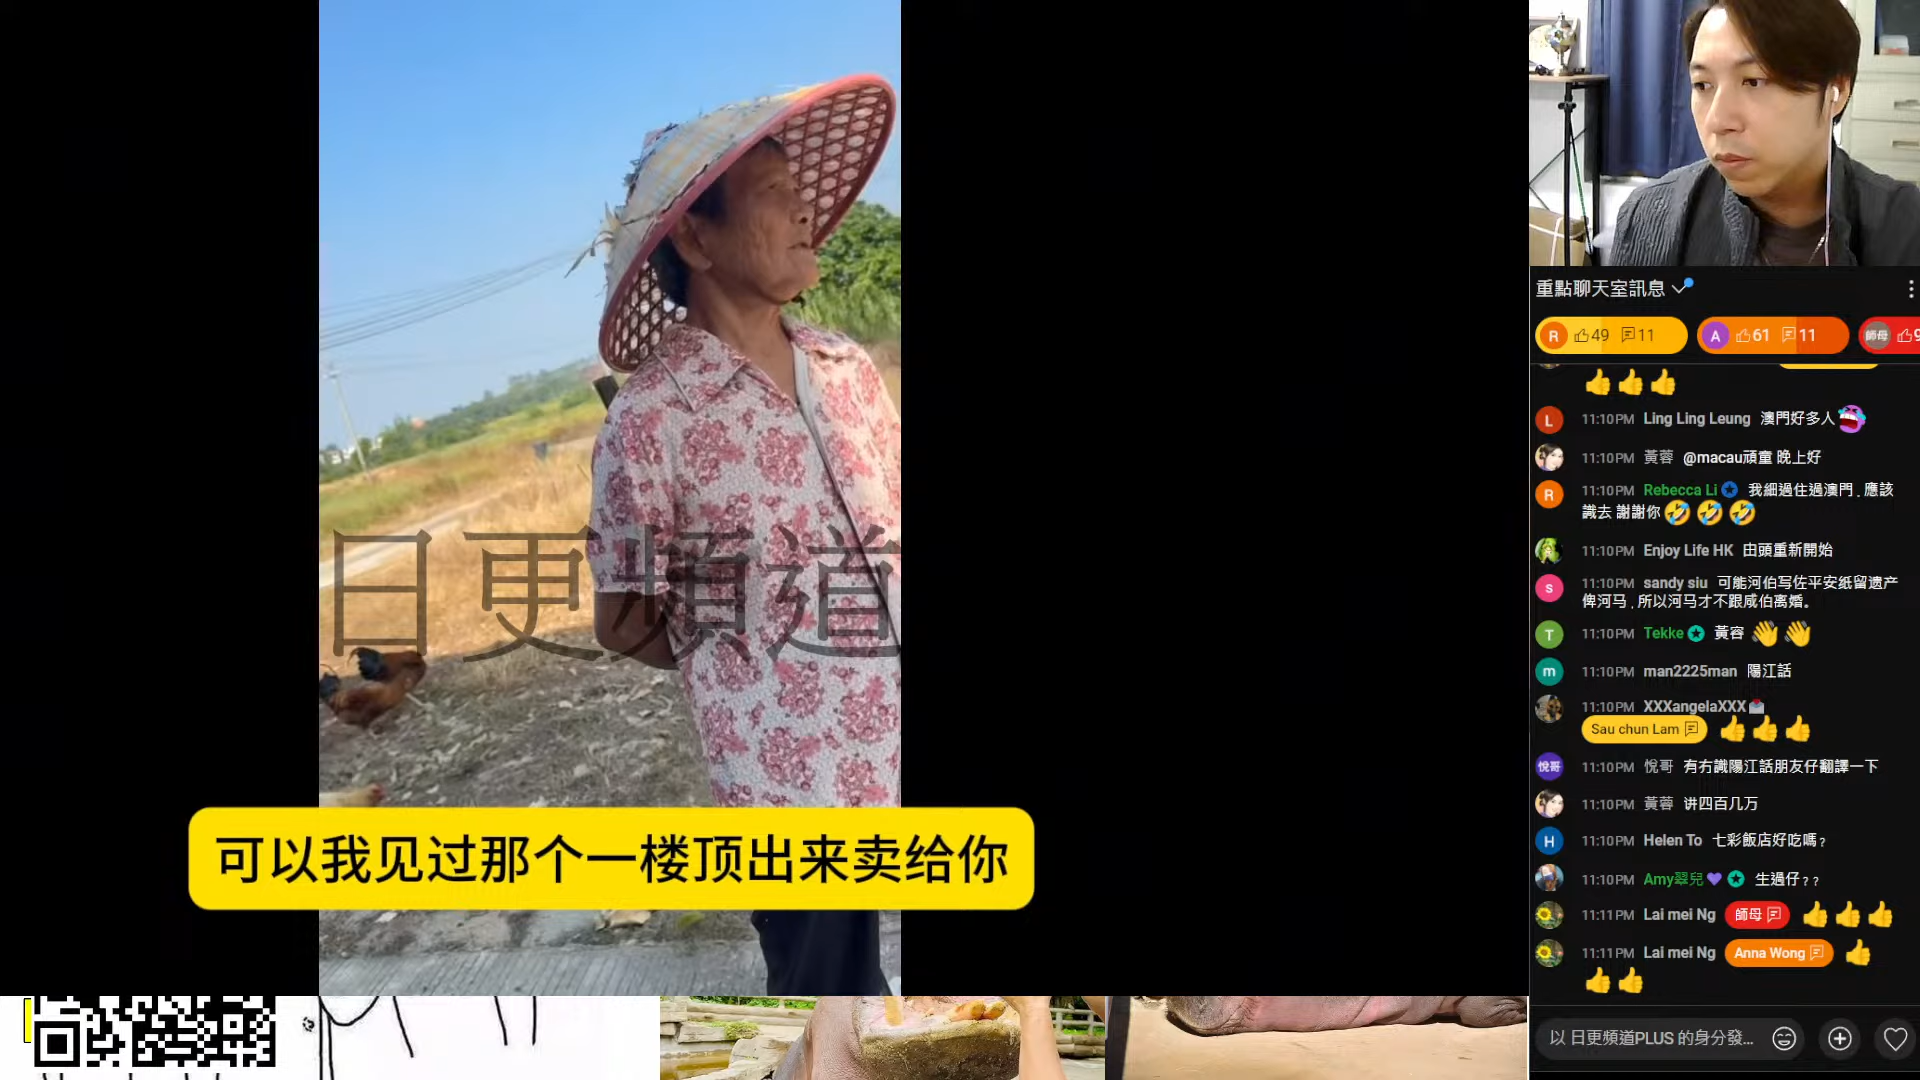 日更頻道
可以我见过那个一楼顶出来卖给你
重點聊天室訊息
R 49 11
A 61 11
師母 9
L 11:10PM Ling Ling Leung 澳門好多人
11:10PM 黃蓉 @macau頑童 晚上好
R 11:10PM Rebecca Li 我細過住過澳門﹐應該
識去 謝謝你
11:10PM Enjoy Life HK 由頭重新開始
s 11:10PM sandy siu 可能河伯写佐平安紙留遗产
俾河马﹐所以河马才不跟咸伯离婚。
T 11:10PM Tekke 黃容
m 11:10PM man2225man 陽江話
11:10PM XXXangelaXXX
Sau chun Lam
悅哥 11:10PM 悅哥 有冇識陽江話朋友仔翻譯一下
11:10PM 黃蓉 讲四百几万
H 11:10PM Helen To 七彩飯店好吃嗎﹖
11:10PM Amy翠兒 生過仔﹖﹖
11:11PM Lai mei Ng 師母
11:11PM Lai mei Ng Anna Wong
以 日更頻道PLUS 的身分發...